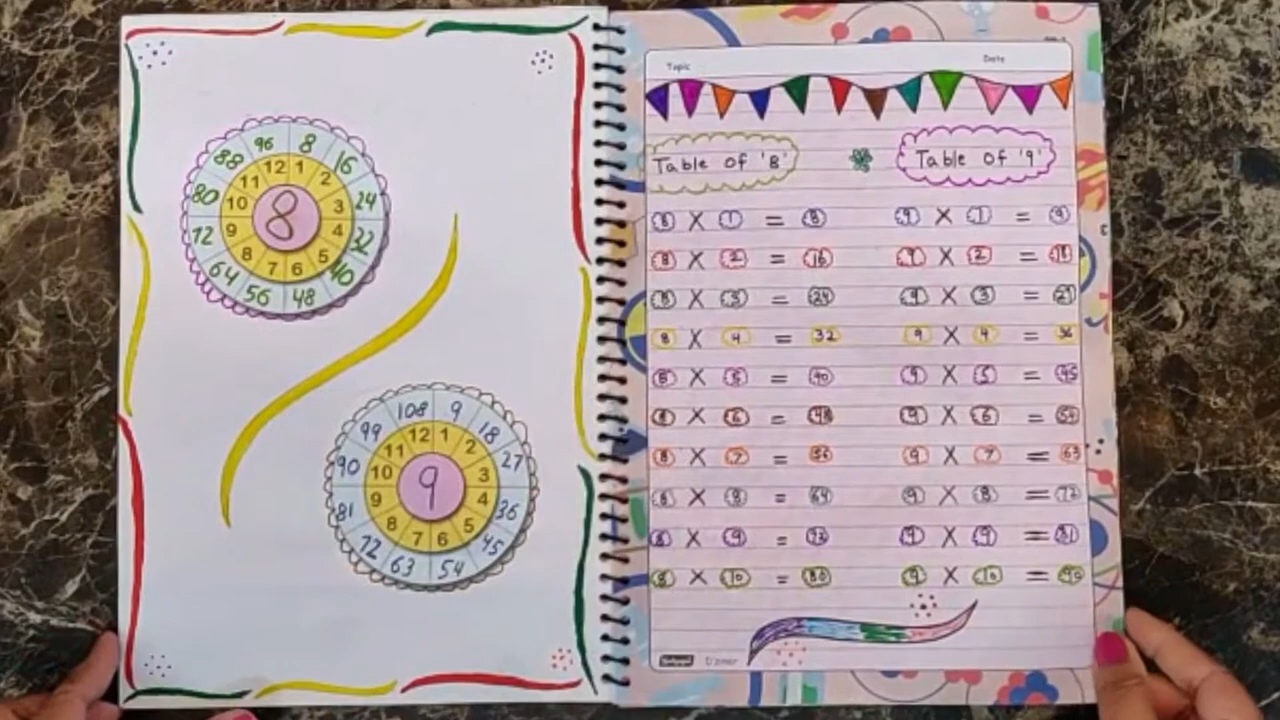 96 8 16 24 32 40 48 56 64 72 80 88
12 1 2 3 4 5 6 7 8 9 10 11
8
108 9 18 27 36 45 54 63 72 81 90 99
12 1 2 3 4 5 6 7 8 9 10 11
9
Topic Date
Table Of '8' Table Of '9'
8 X 1 = 8 9 X 1 = 9
8 X 2 = 16 9 X 2 = 18
8 X 3 = 24 9 X 3 = 27
8 X 4 = 32 9 X 4 = 36
8 X 5 = 40 9 X 5 = 45
8 X 6 = 48 9 X 6 = 54
8 X 7 = 56 9 X 7 = 63
8 X 8 = 64 9 X 8 = 72
8 X 9 = 72 9 X 9 = 81
8 X 10 = 80 9 X 10 = 90